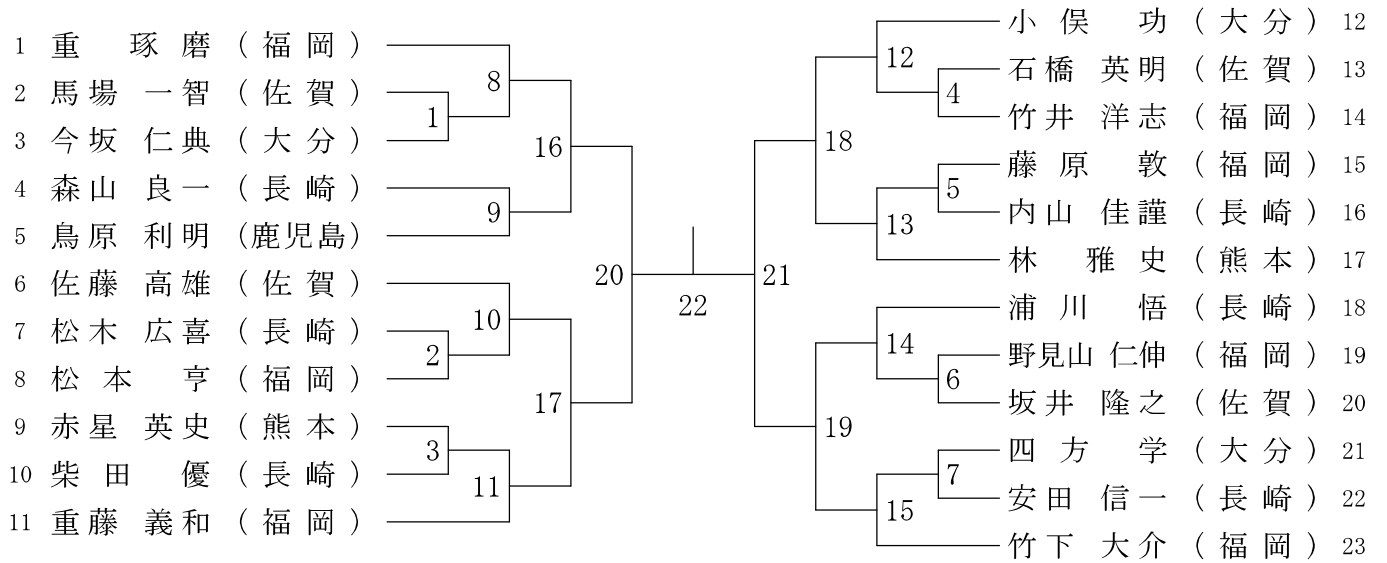 1 重 琢磨 (福岡)
2 馬場 一智 (佐賀)
3 今坂 仁典 (大分)
4 森山 良一 (長崎)
5 鳥原 利明 (鹿児島)
6 佐藤 高雄 (佐賀)
7 松木 広喜 (長崎)
8 松本 亨 (福岡)
9 赤星 英史 (熊本)
10 柴田 優 (長崎)
11 重藤 義和 (福岡)
1
2
3
8
9
10
11
16
17
20
22
21
18
19
12
13
14
15
4
5
6
7
小俣 功 (大分) 12
石橋 英明 (佐賀) 13
竹井 洋志 (福岡) 14
藤原 敦 (福岡) 15
内山 佳謹 (長崎) 16
林 雅史 (熊本) 17
浦川 悟 (長崎) 18
野見山 仁伸 (福岡) 19
坂井 隆之 (佐賀) 20
四方 学 (大分) 21
安田 信一 (長崎) 22
竹下 大介 (福岡) 23